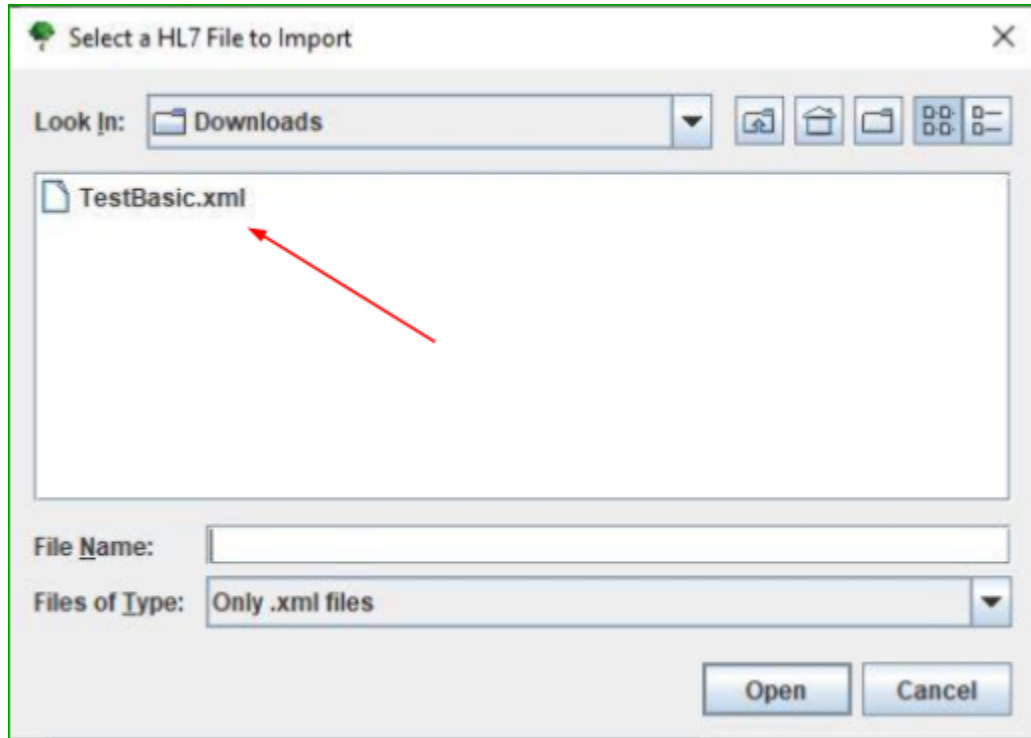 Select a HL7 File to Import
Look In: Downloads
TestBasic.xml
File Name:
Files of Type: Only .xml files
Open Cancel